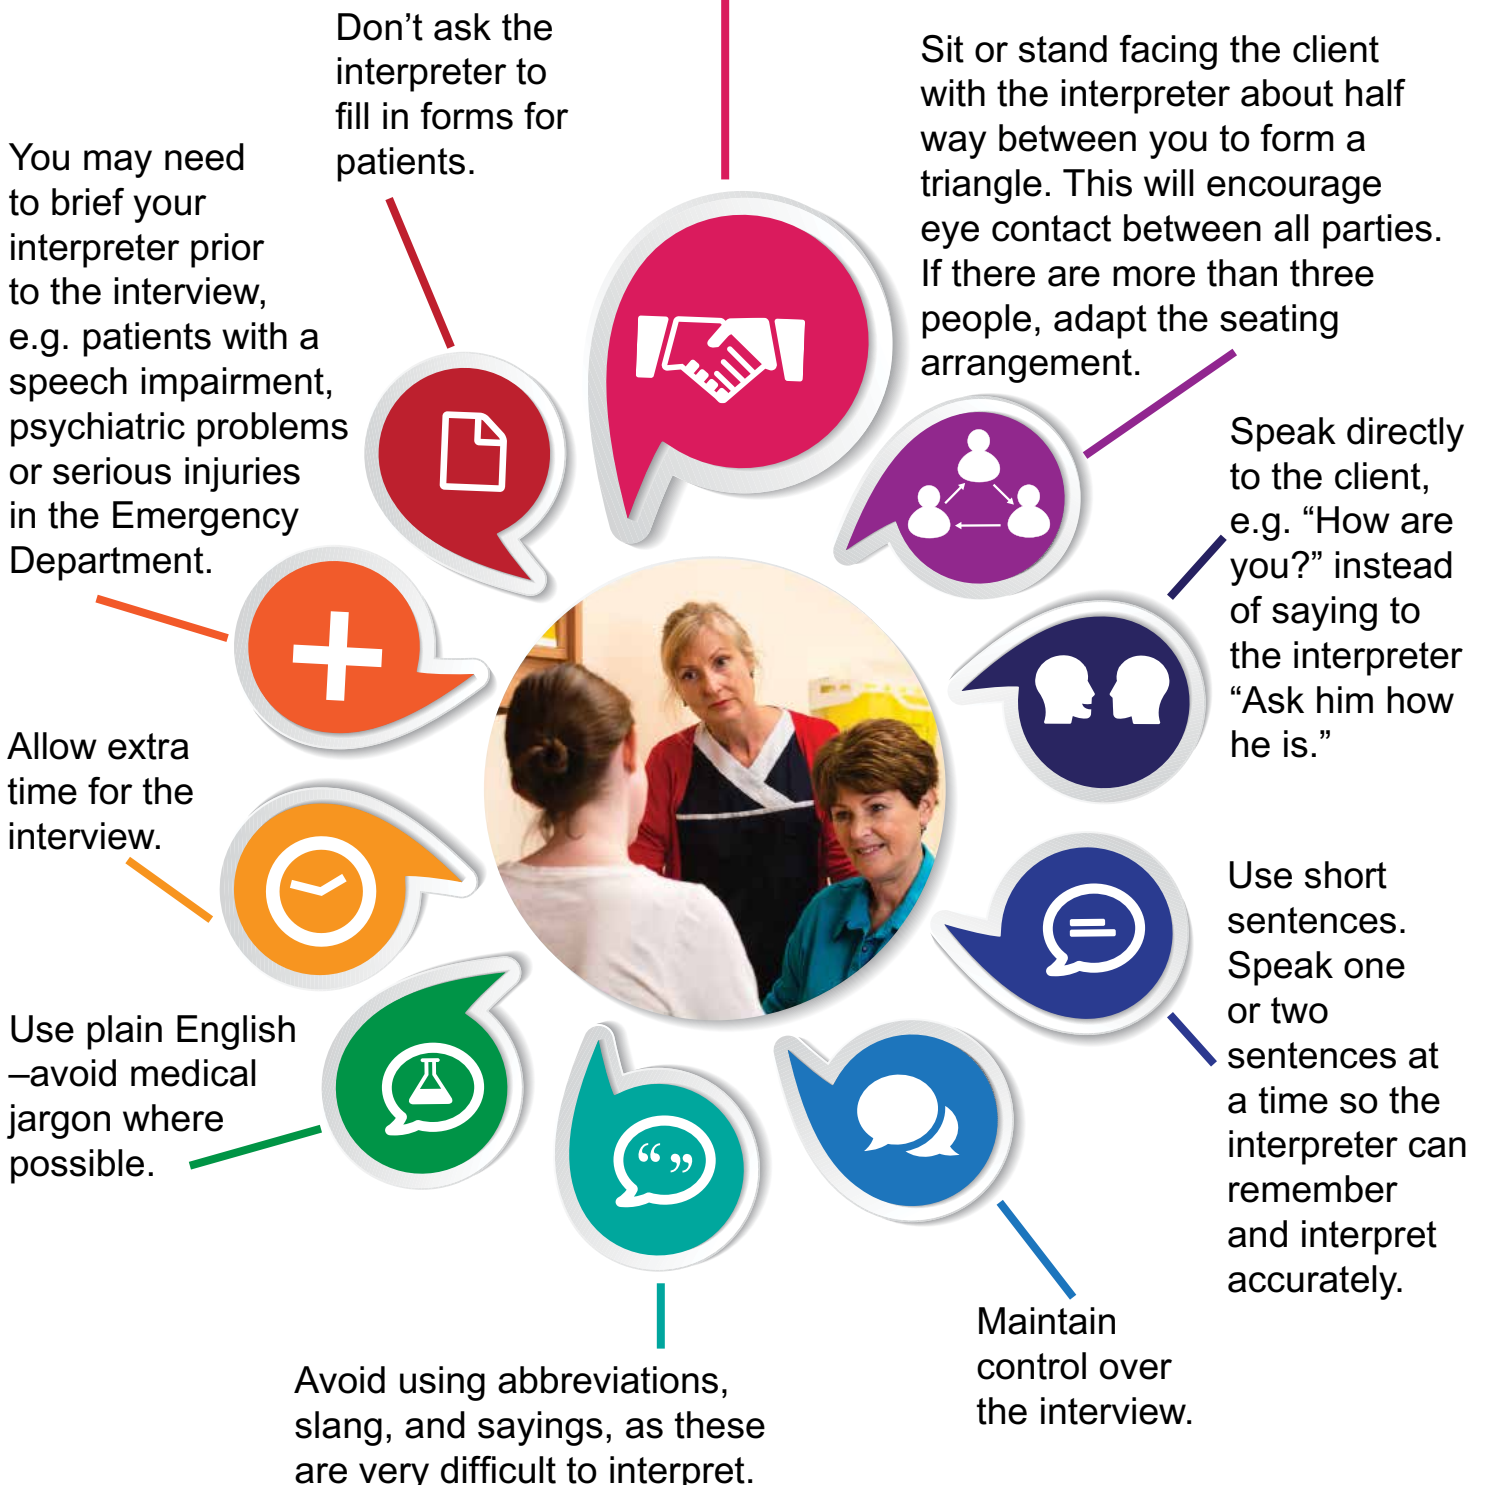 Don’t ask the
interpreter to
fill in forms for
patients.
Sit or stand facing the client
with the interpreter about half
way between you to form a
triangle. This will encourage
eye contact between all parties.
If there are more than three
people, adapt the seating
arrangement.
Speak directly
to the client,
e.g. “How are
you?” instead
of saying to
the interpreter
“Ask him how
he is.”
Use short
sentences.
Speak one
or two
sentences at
a time so the
interpreter can
remember
and interpret
accurately.
Maintain
control over
the interview.
Avoid using abbreviations,
slang, and sayings, as these
are very difficult to interpret.
Use plain English
–avoid medical
jargon where
possible.
Allow extra
time for the
interview.
You may need
to brief your
interpreter prior
to the interview,
e.g. patients with a
speech impairment,
psychiatric problems
or serious injuries
in the Emergency
Department.
“ ”